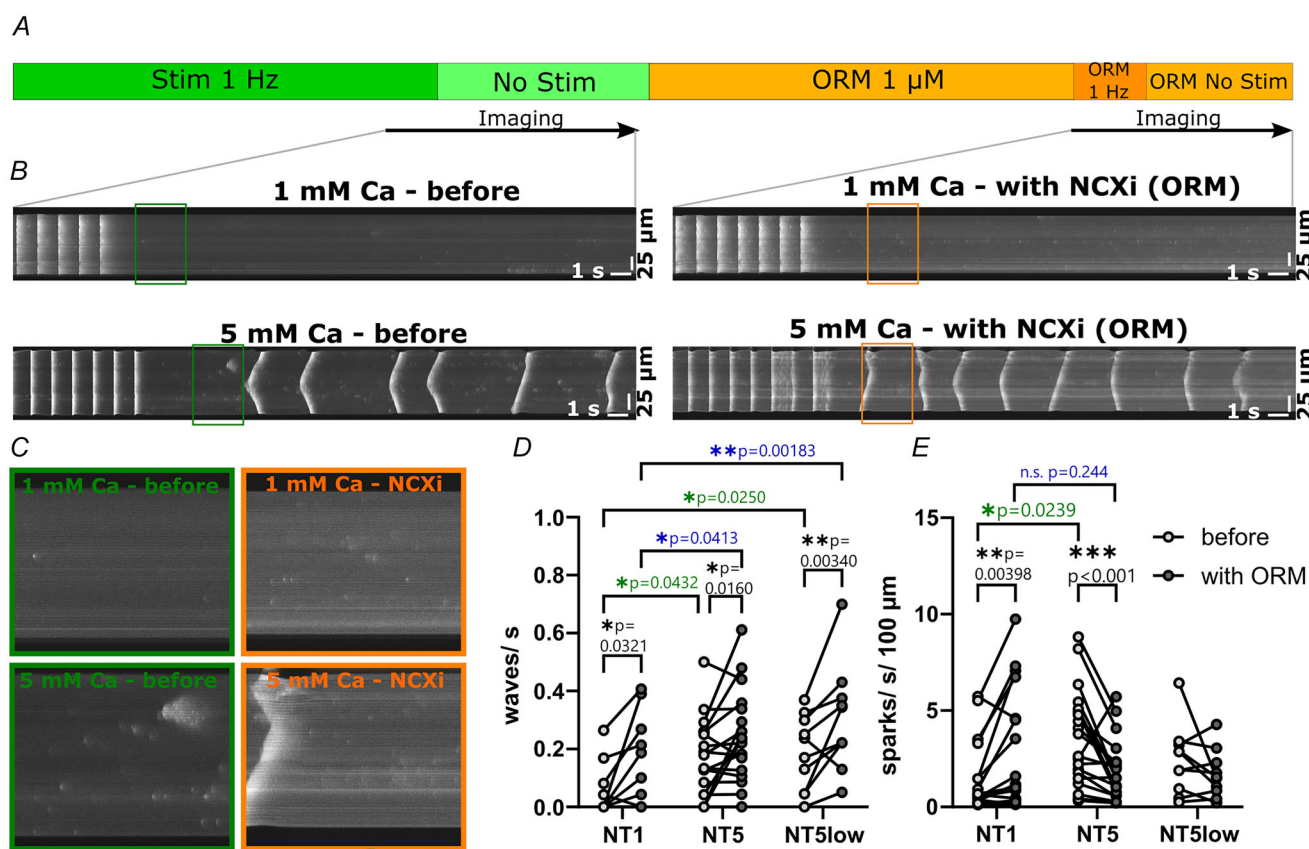 A
Stim 1 Hz
No Stim
ORM 1 µM
ORM
1 Hz
ORM No Stim
Imaging
Imaging
B
1 mM Ca - before
1 s
25 µm
1 mM Ca - with NCXi (ORM)
1 s
25 µm
5 mM Ca - before
1 s
25 µm
5 mM Ca - with NCXi (ORM)
1 s
25 µm
C
1 mM Ca - before
1 mM Ca - NCXi
5 mM Ca - before
5 mM Ca - NCXi
D
**p=0.00183
*p=0.0250
*p=0.0413
*p=0.0432
*p=
0.0321
*p=
0.0160
**p=
0.00340
waves/ s
1.0
0.8
0.6
0.4
0.2
0.0
NT1
NT5
NT5low
E
n.s. p=0.244
*p=0.0239
**p=
0.00398
***
p<0.001
before
with ORM
sparks/ s/ 100 µm
15
10
5
0
NT1
NT5
NT5low